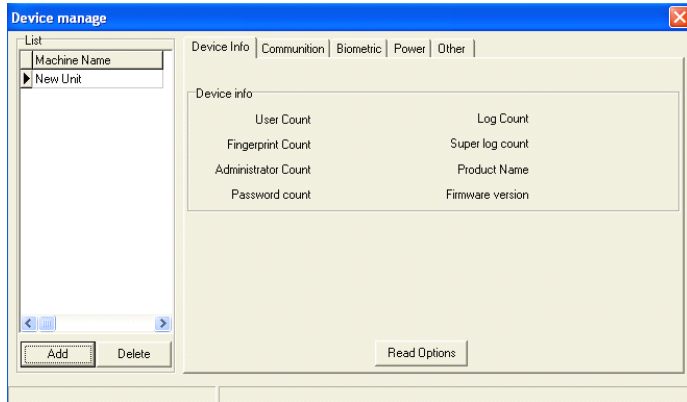 Device manage
List
Machine Name
New Unit
Add Delete
Device Info Communition Biometric Power Other
Device info
User Count Log Count
Fingerprint Count Super log count
Administrator Count Product Name
Password count Firmware version
Read Options